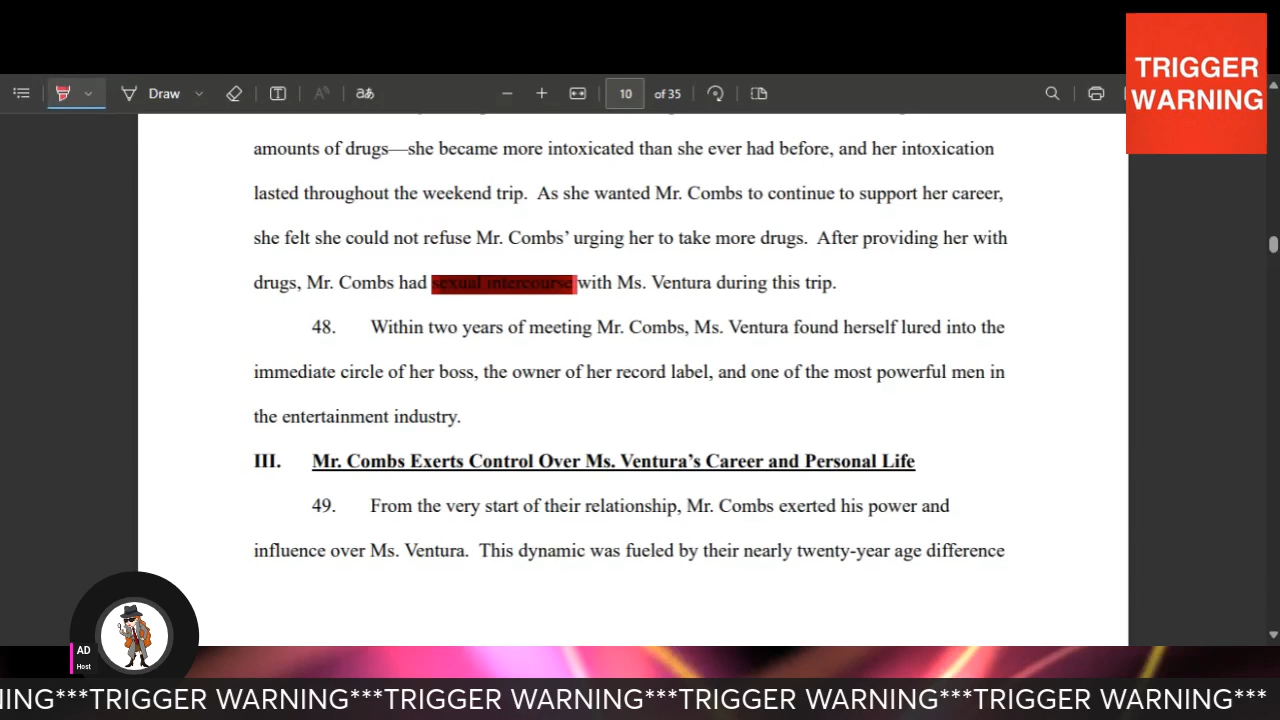 TRIGGER
WARNING
Draw
10 of 35
amounts of drugs—she became more intoxicated than she ever had before, and her intoxication
lasted throughout the weekend trip.  As she wanted Mr. Combs to continue to support her career,
she felt she could not refuse Mr. Combs’ urging her to take more drugs.  After providing her with
drugs, Mr. Combs had sexual intercourse with Ms. Ventura during this trip.
48. Within two years of meeting Mr. Combs, Ms. Ventura found herself lured into the
immediate circle of her boss, the owner of her record label, and one of the most powerful men in
the entertainment industry.
III. Mr. Combs Exerts Control Over Ms. Ventura’s Career and Personal Life
49. From the very start of their relationship, Mr. Combs exerted his power and
influence over Ms. Ventura.  This dynamic was fueled by their nearly twenty-year age difference
AD
Host
NING***TRIGGER WARNING***TRIGGER WARNING***TRIGGER WARNING***TRIGGER WARNING***